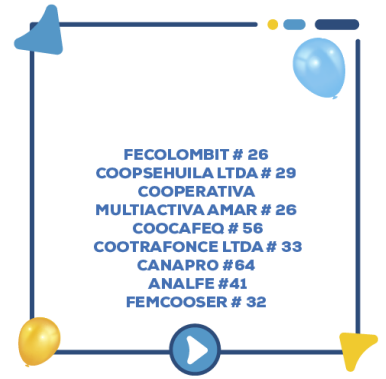 FECOLOMBIT # 26
COOPSEHUILA LTDA # 29
COOPERATIVA
MULTIACTIVA AMAR # 26
COOCAFEQ # 56
COOTRAFONCE LTDA # 33
CANAPRO #64
ANALFE #41
FEMCOOSER # 32